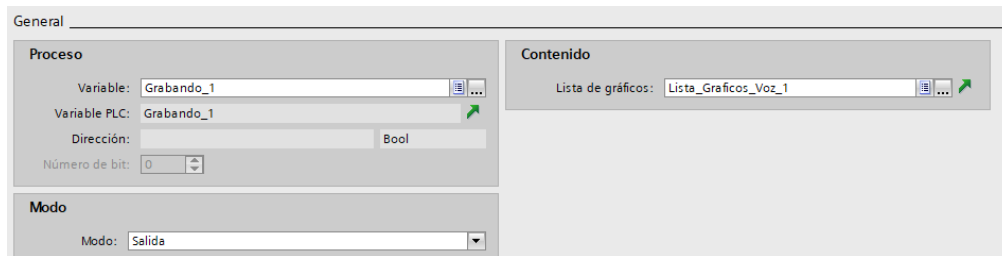 General
Proceso
Variable: Grabando_1 ...
Variable PLC: Grabando_1
Dirección: Bool
Número de bit: 0
Modo
Modo: Salida
Contenido
Lista de gráficos: Lista_Graficos_Voz_1 ...